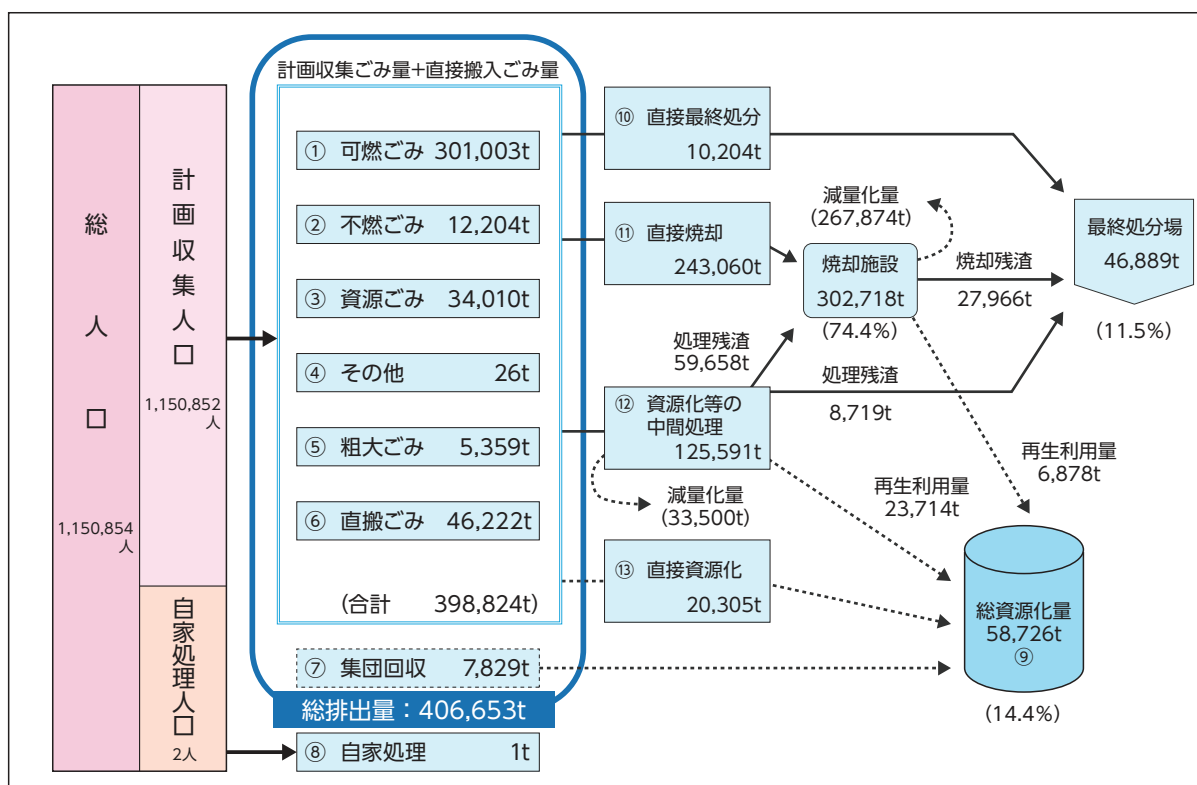 総人口
1,150,854
人
計画収集人口
1,150,852
人
自家処理人口
2人
計画収集ごみ量+直接搬入ごみ量
① 可燃ごみ 301,003t
② 不燃ごみ 12,204t
③ 資源ごみ 34,010t
④ その他 26t
⑤ 粗大ごみ 5,359t
⑥ 直搬ごみ 46,222t
(合計 398,824t)
⑦ 集団回収 7,829t
総排出量：406,653t
⑧ 自家処理 1t
⑩ 直接最終処分
10,204t
⑪ 直接焼却
243,060t
減量化量
(267,874t)
焼却施設
302,718t
(74.4%)
焼却残渣
27,966t
最終処分場
46,889t
(11.5%)
処理残渣
59,658t
処理残渣
8,719t
⑫ 資源化等の
中間処理
125,591t
減量化量
(33,500t)
再生利用量
6,878t
再生利用量
23,714t
⑬ 直接資源化
20,305t
総資源化量
58,726t
⑨
(14.4%)